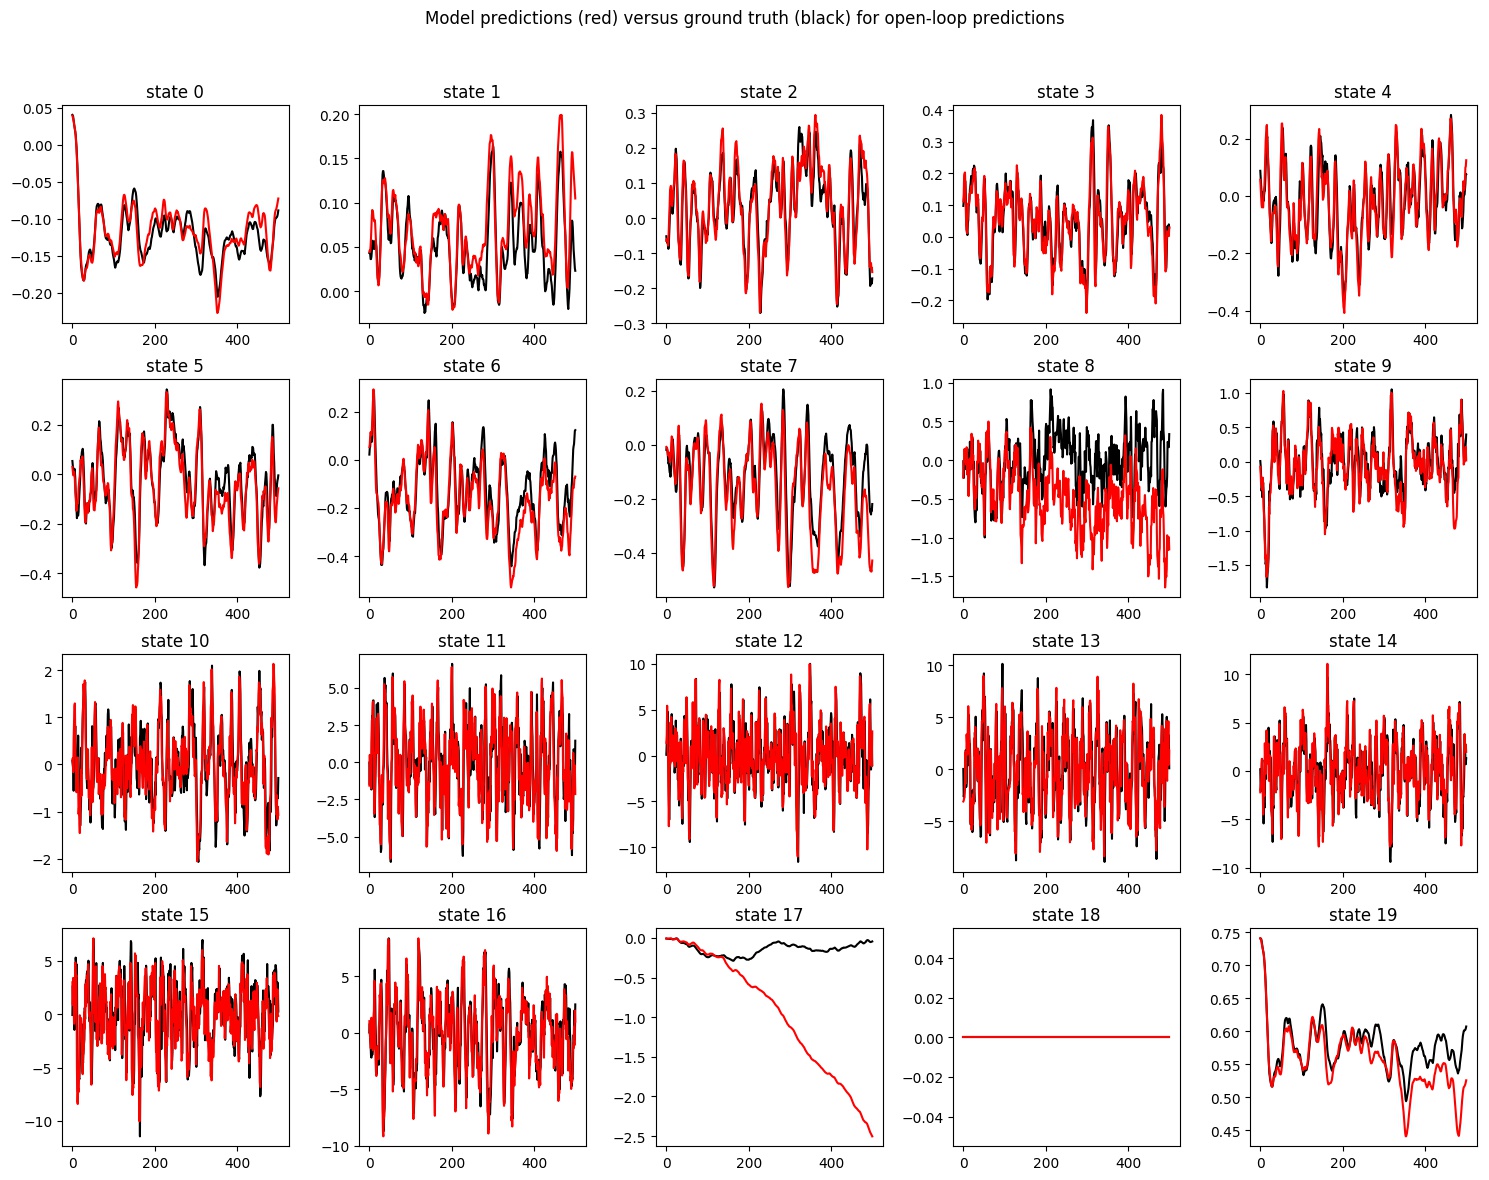 Model predictions (red) versus ground truth (black) for open-loop predictions
state 0 state 1 state 2 state 3 state 4
0.05 0.20 0.3 0.4
0.00 0.15 0.2 0.3 0.2
-0.05 0.10 0.1 0.2 0.0
−0.10 0.05 0.0 0.1 −0.2
−0.15 0.00 −0.1 0.0 −0.4
−0.20 −0.2 −0.1
−0.3 −0.2
0 200 400 0 200 400 0 200 400 0 200 400 0 200 400
state 5 state 6 state 7 state 8 state 9
0.2 0.2 0.2 1.0 1.0
0.0 0.0 0.0 0.5 0.5
−0.2 −0.2 −0.2 0.0 0.0
−0.4 −0.4 −0.4 −0.5 −0.5
−1.0 −1.0
−1.5 −1.5
0 200 400 0 200 400 0 200 400 0 200 400 0 200 400
state 10 state 11 state 12 state 13 state 14
2 5.0 10 10 10
1 2.5 5 5 5
0 0.0 0 0 0
−1 −2.5 −5 −5 −5
−2 −5.0 −10 −10
0 200 400 0 200 400 0 200 400 0 200 400 0 200 400
state 15 state 16 state 17 state 18 state 19
5 5 0.0 0.04 0.75
0 0 −0.5 0.02 0.70
−5 −5 −1.0 0.00 0.65
−10 −10 −1.5 −0.02 0.60
−2.0 −0.04 0.55
−2.5 0.50
0.45
0 200 400 0 200 400 0 200 400 0 200 400 0 200 400